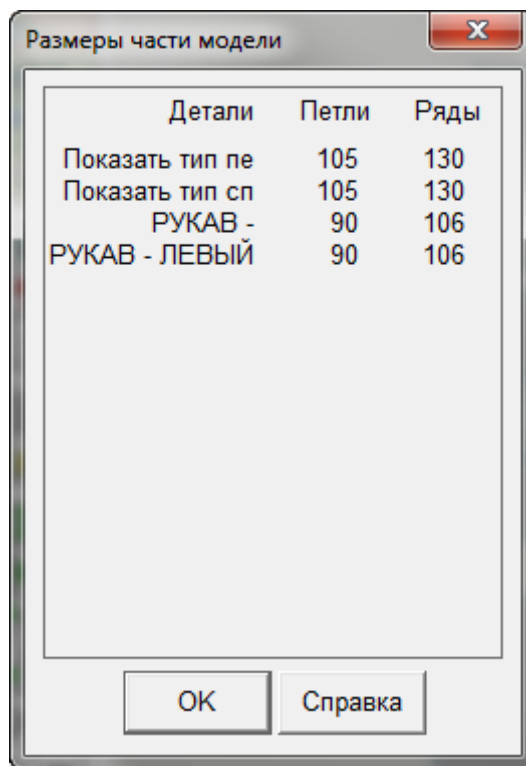 Размеры части модели
Детали Петли Ряды
Показать тип пе 105 130
Показать тип сп 105 130
РУКАВ - 90 106
РУКАВ - ЛЕВЫЙ 90 106
OK Справка